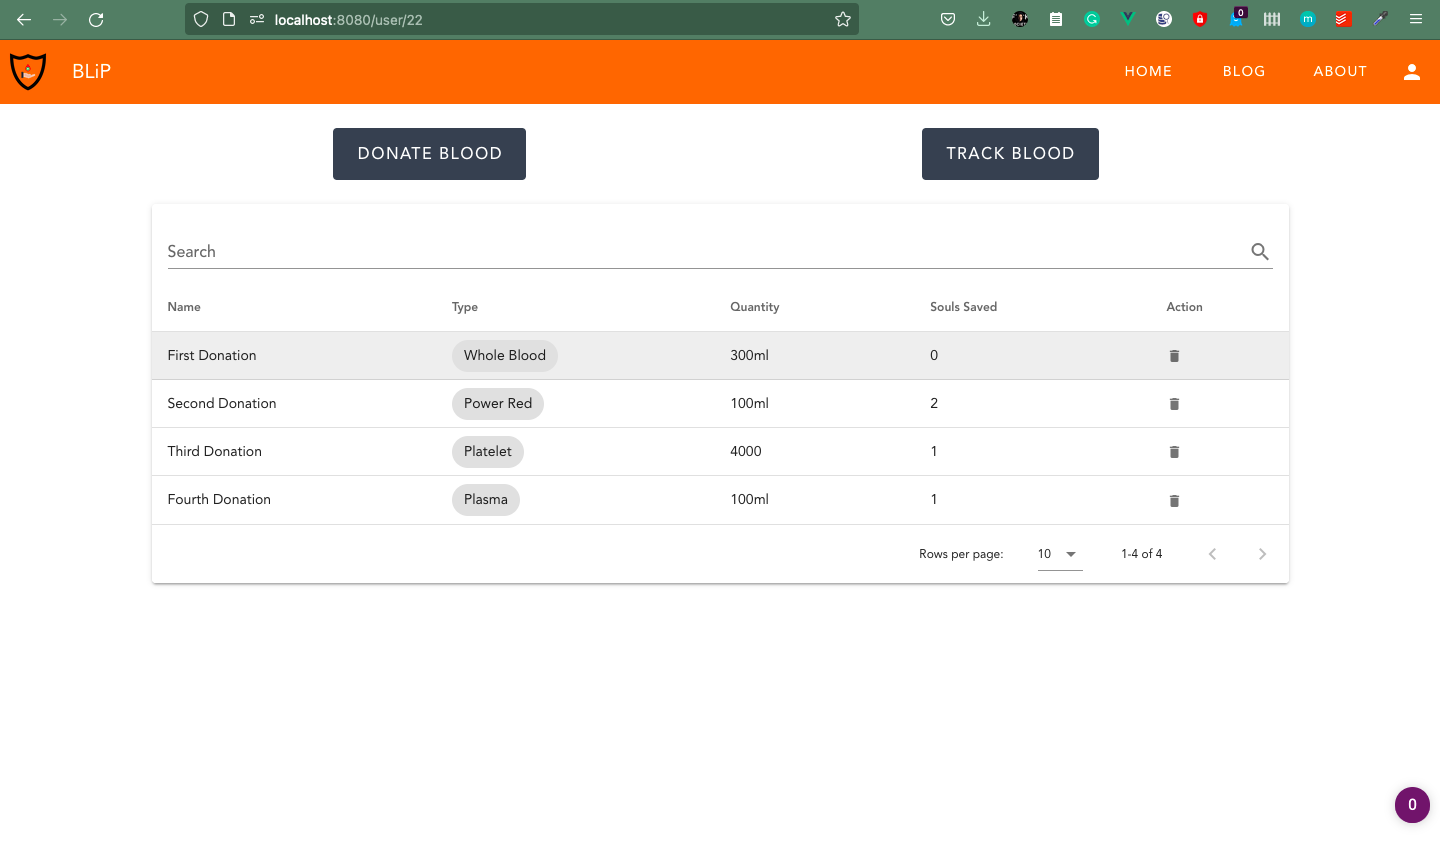 localhost:8080/user/22
0
m
BLiP
HOME BLOG ABOUT
DONATE BLOOD TRACK BLOOD
Search
Name Type Quantity Souls Saved Action
First Donation Whole Blood 300ml 0
Second Donation Power Red 100ml 2
Third Donation Platelet 4000 1
Fourth Donation Plasma 100ml 1
Rows per page: 10 1-4 of 4
0